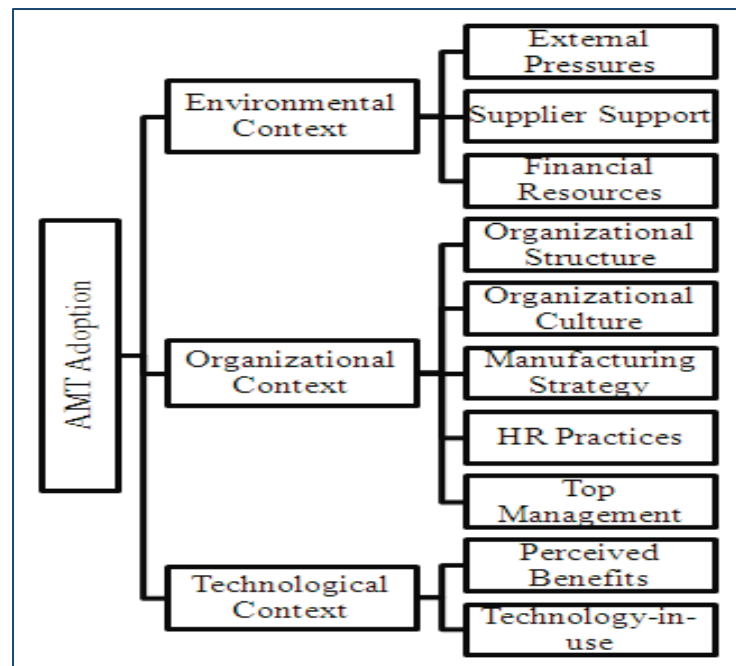 AMT Adoption
Environmental
Context
External
Pressures
Supplier Support
Financial
Resources
Organizational
Context
Organizational
Structure
Organizational
Culture
Manufacturing
Strategy
HR Practices
Top
Management
Technological
Context
Perceived
Benefits
Technology-in-
use